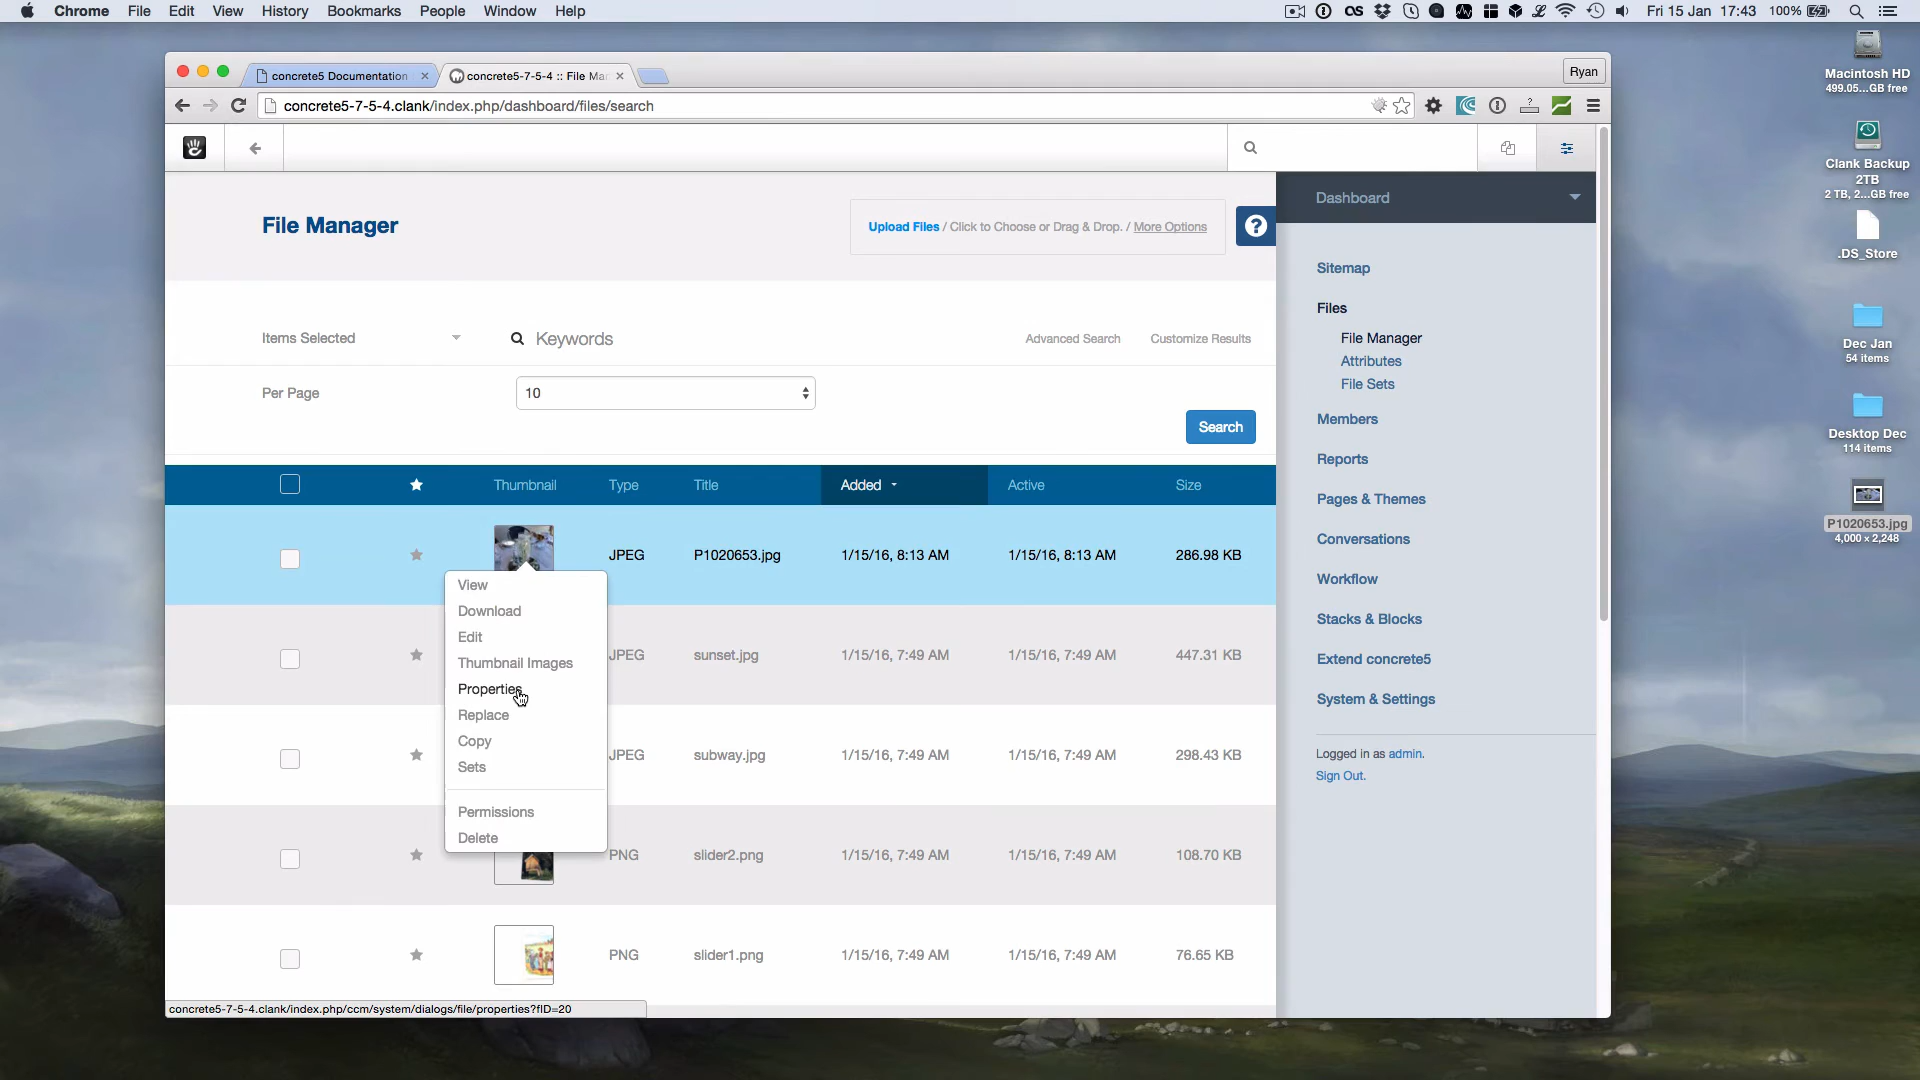 Chrome File Edit View History Bookmarks People Window Help
Fri 15 Jan 17:43 100%
concrete5 Documentation
concrete5-7-5-4 :: File Ma
Ryan
concrete5-7-5-4.clank/index.php/dashboard/files/search
File Manager
Upload Files / Click to Choose or Drag & Drop. / More Options
?
Items Selected
Keywords
Advanced Search
Customize Results
Per Page
10
Search
Thumbnail Type Title Added Active Size
JPEG P1020653.jpg 1/15/16, 8:13 AM 1/15/16, 8:13 AM 286.98 KB
View
Download
Edit
Thumbnail Images
Properties
Replace
Copy
Sets
Permissions
Delete
JPEG sunset.jpg 1/15/16, 7:49 AM 1/15/16, 7:49 AM 447.31 KB
JPEG subway.jpg 1/15/16, 7:49 AM 1/15/16, 7:49 AM 298.43 KB
PNG slider2.png 1/15/16, 7:49 AM 1/15/16, 7:49 AM 108.70 KB
PNG slider1.png 1/15/16, 7:49 AM 1/15/16, 7:49 AM 76.65 KB
concrete5-7-5-4.clank/index.php/ccm/system/dialogs/file/properties?fID=20
Dashboard
Sitemap
Files
File Manager
Attributes
File Sets
Members
Reports
Pages & Themes
Conversations
Workflow
Stacks & Blocks
Extend concrete5
System & Settings
Logged in as admin.
Sign Out.
Macintosh HD
499.05...GB free
Clank Backup
2TB
2 TB, 2...GB free
.DS_Store
Dec Jan
54 items
Desktop Dec
114 items
P1020653.jpg
4,000 x 2,248